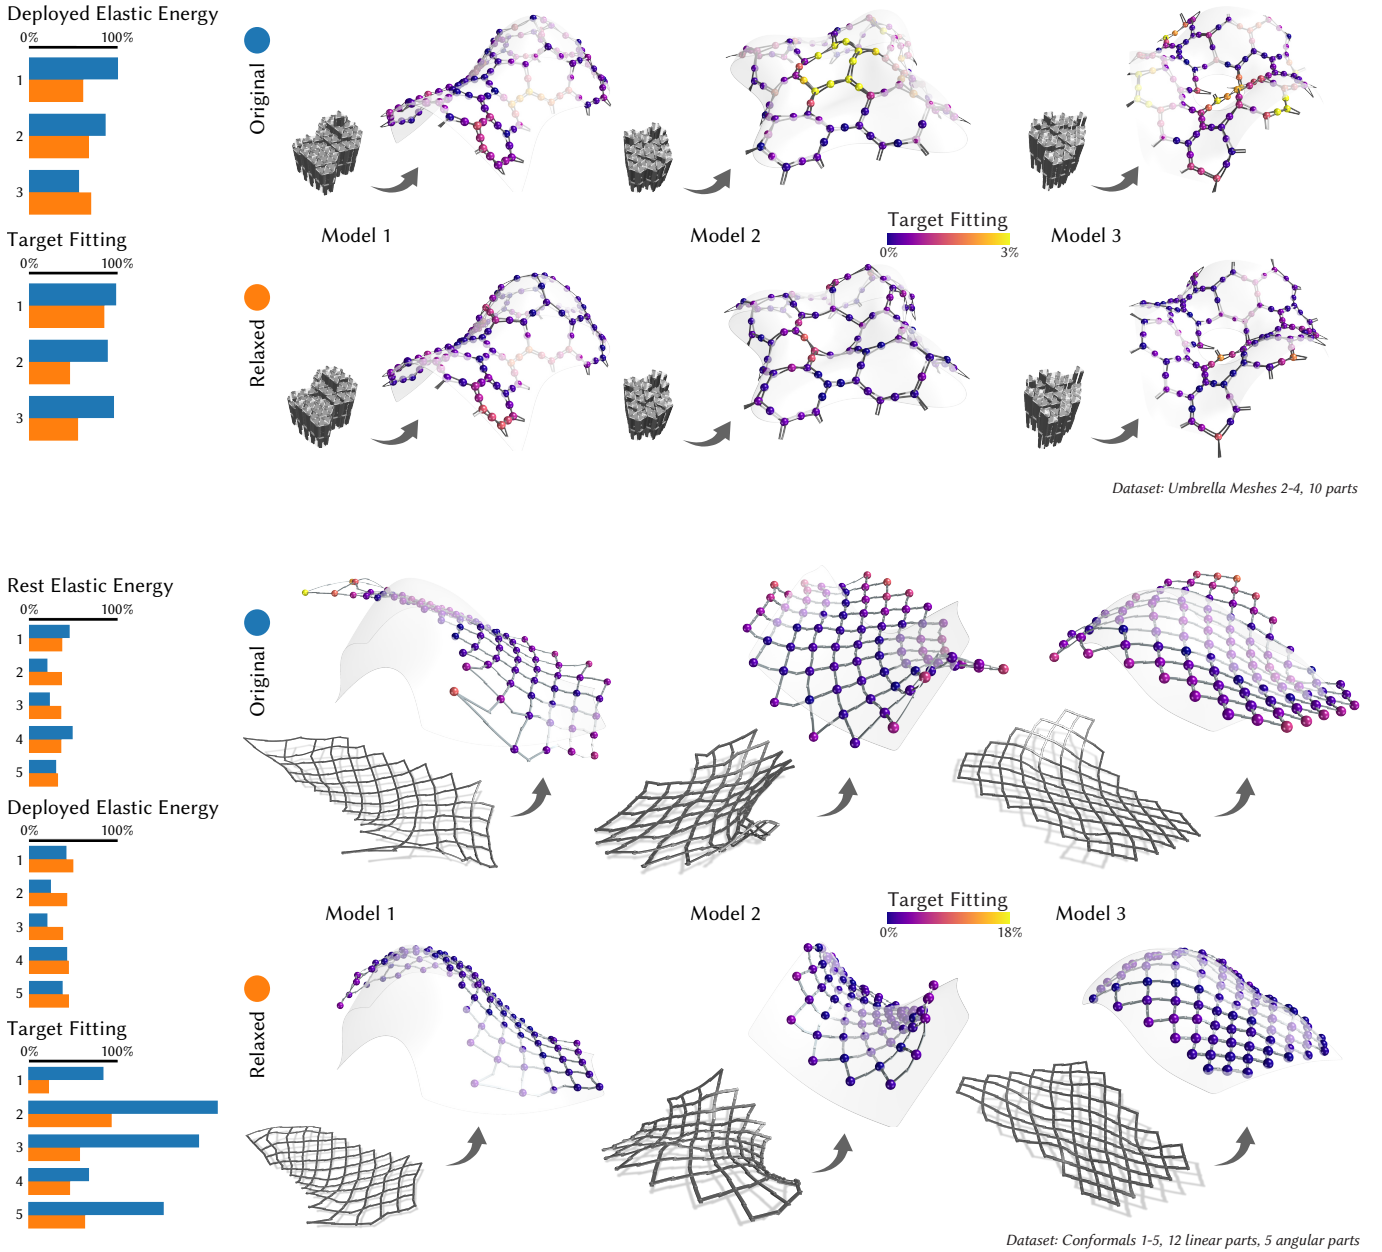 Deployed Elastic Energy
0% 100%
1
2
3
Target Fitting
0% 100%
1
2
3
Original
Model 1
Model 2
Target Fitting
0% 3%
Model 3
Relaxed
Dataset: Umbrella Meshes 2-4, 10 parts
Rest Elastic Energy
0% 100%
1
2
3
4
5
Deployed Elastic Energy
0% 100%
1
2
3
4
5
Target Fitting
0% 100%
1
2
3
4
5
Original
Model 1
Model 2
Target Fitting
0% 18%
Model 3
Relaxed
Dataset: Conformals 1-5, 12 linear parts, 5 angular parts